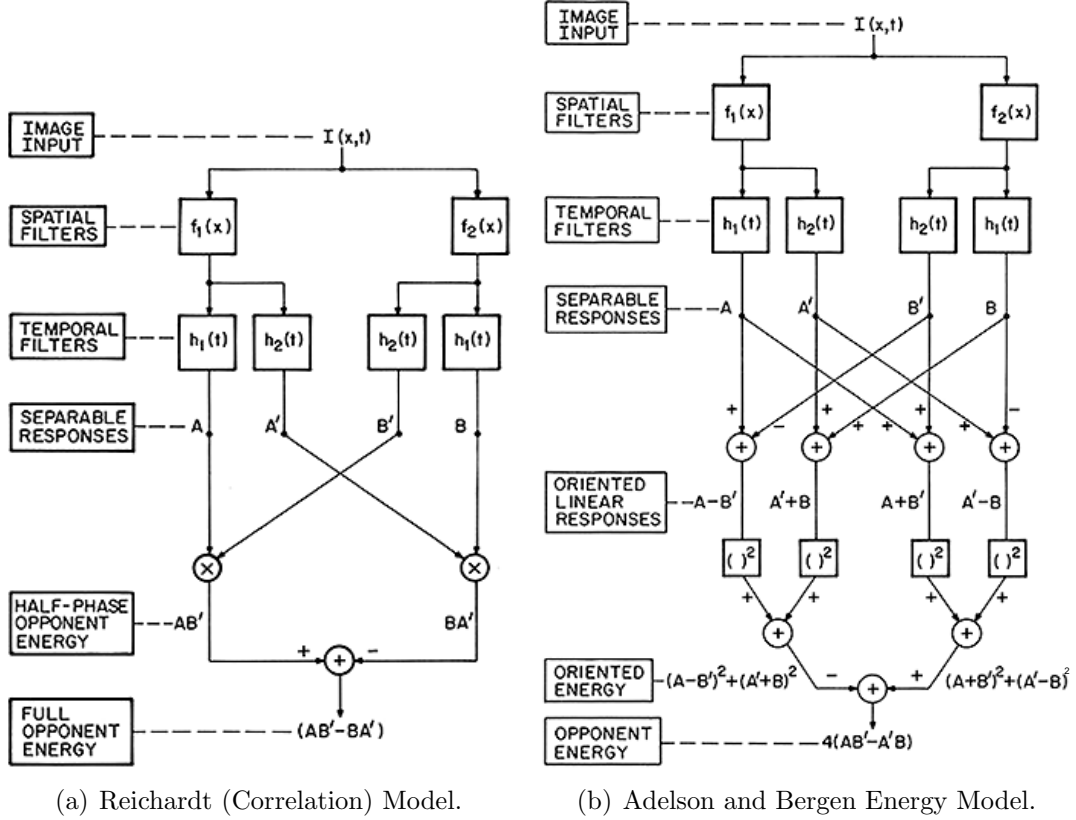 IMAGE INPUT
I(x,t)
SPATIAL FILTERS
f₁(x)
f₂(x)
TEMPORAL FILTERS
h₁(t)
h₂(t)
h₂(t)
h₁(t)
SEPARABLE RESPONSES
A
A′
B′
B
×
×
HALF-PHASE OPPONENT ENERGY
AB′
BA′
+
+
−
FULL OPPONENT ENERGY
(AB′−BA′)
(a) Reichardt (Correlation) Model.
IMAGE INPUT
I(x,t)
SPATIAL FILTERS
f₁(x)
f₂(x)
TEMPORAL FILTERS
h₁(t)
h₂(t)
h₂(t)
h₁(t)
SEPARABLE RESPONSES
A
A′
B′
B
+ − + + + + + −
+ + + +
ORIENTED LINEAR RESPONSES
A−B′
A′+B
A+B′
A′−B
( )²
( )²
( )²
( )²
+ + + +
+ +
ORIENTED ENERGY
(A−B′)²+(A′+B)²
− + +
(A+B′)²+(A′−B)²
OPPONENT ENERGY
4(AB′−A′B)
(b) Adelson and Bergen Energy Model.